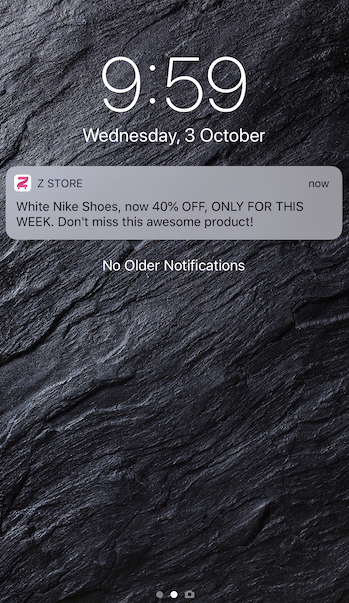 9:59
Wednesday, 3 October
Z STORE now
White Nike Shoes, now 40% OFF, ONLY FOR THIS
WEEK. Don't miss this awesome product!
No Older Notifications